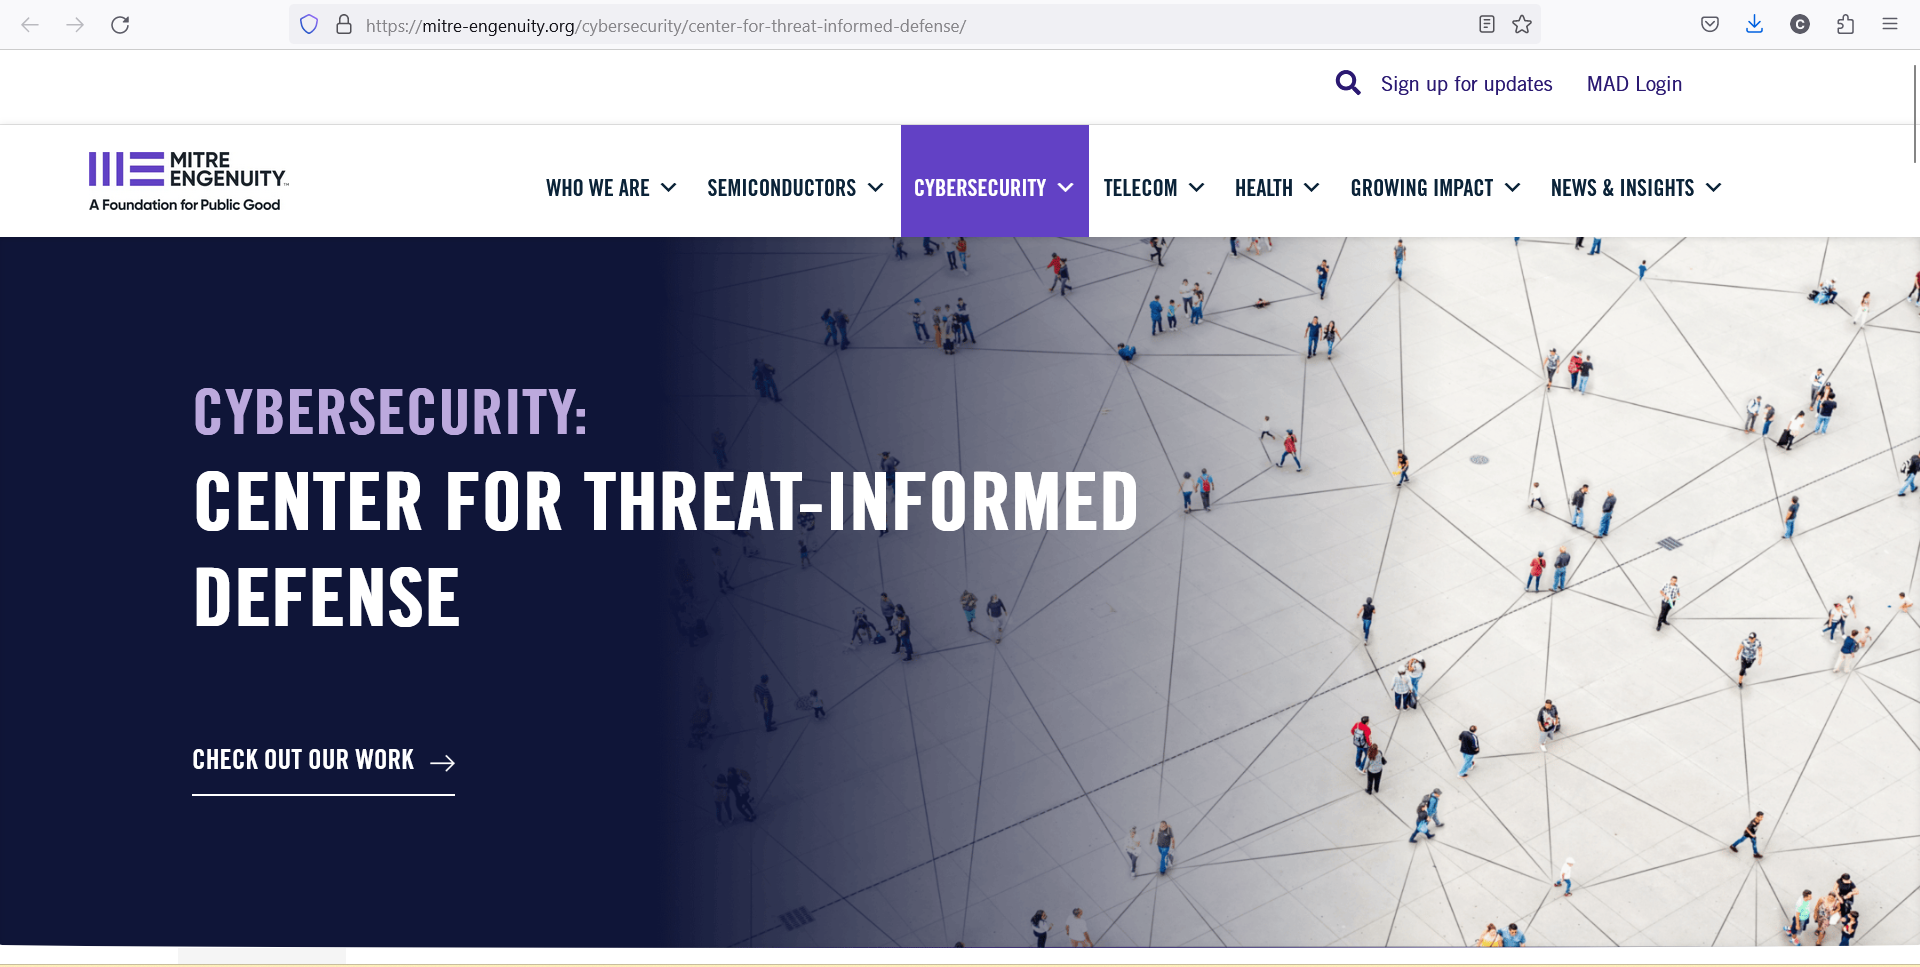 https://mitre-engenuity.org/cybersecurity/center-for-threat-informed-defense/
C
Sign up for updates MAD Login
MITRE
ENGENUITY™
A Foundation for Public Good
WHO WE ARE SEMICONDUCTORS CYBERSECURITY TELECOM HEALTH GROWING IMPACT NEWS & INSIGHTS
CYBERSECURITY:
CENTER FOR THREAT-INFORMED
DEFENSE
CHECK OUT OUR WORK